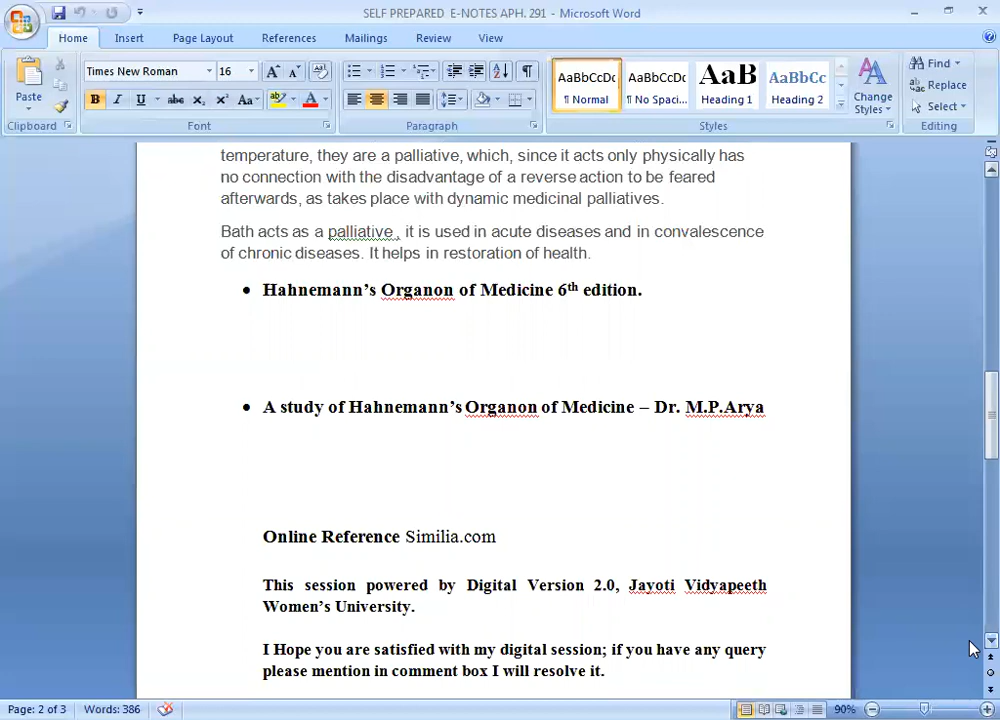 SELF PREPARED E-NOTES APH. 291 - Microsoft Word
Home Insert Page Layout References Mailings Review View
Times New Roman 16
AaBbCcDc AaBbCcDc AaB AaBbCc
¶ Normal ¶ No Spaci... Heading 1 Heading 2
Paste
Change Styles
Find
Replace
Select
Clipboard Font Paragraph Styles Editing
temperature, they are a palliative, which, since it acts only physically has
no connection with the disadvantage of a reverse action to be feared
afterwards, as takes place with dynamic medicinal palliatives.
Bath acts as a palliative , it is used in acute diseases and in convalescence
of chronic diseases. It helps in restoration of health.
• Hahnemann’s Organon of Medicine 6th edition.
• A study of Hahnemann’s Organon of Medicine – Dr. M.P.Arya
Online Reference Similia.com
This session powered by Digital Version 2.0, Jayoti Vidyapeeth
Women’s University.
I Hope you are satisfied with my digital session; if you have any query
please mention in comment box I will resolve it.
Page: 2 of 3 Words: 386 90%